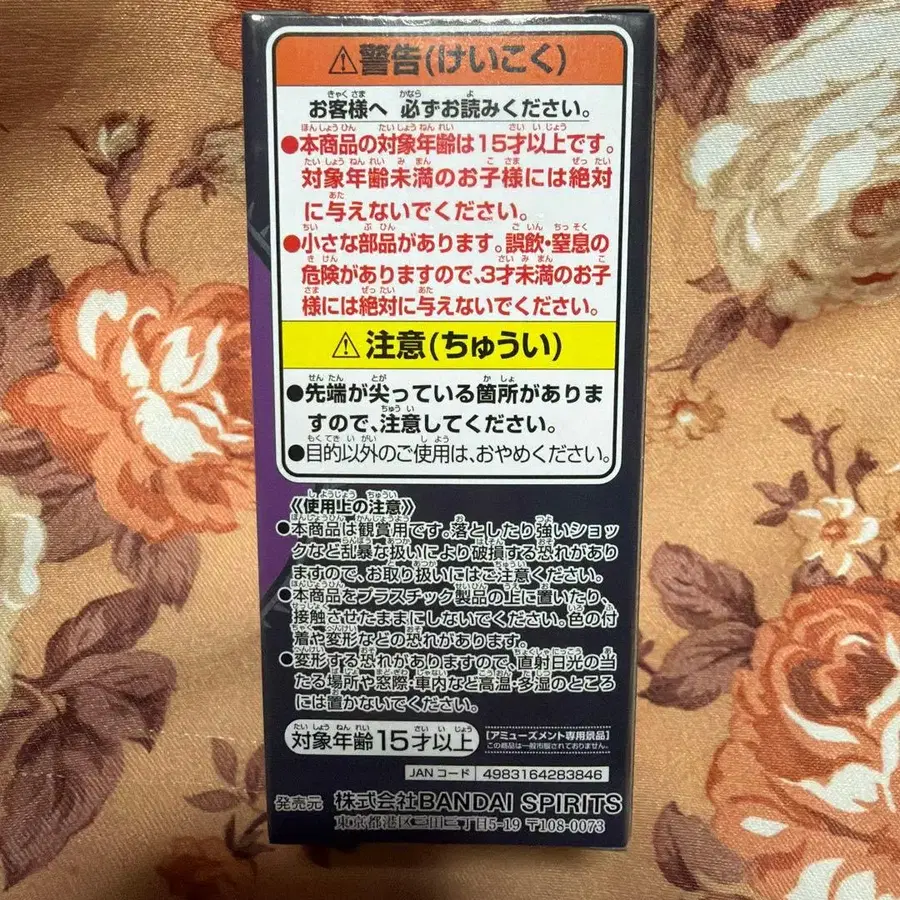 ⚠警告(けいこく)
お客様へ 必ずお読みください。
●本商品の対象年齢は15才以上です。
対象年齢未満のお子様には絶対
に与えないでください。
●小さな部品があります。誤飲・窒息の
危険がありますので、3才未満のお子
様には絶対に与えないでください。
⚠注意(ちゅうい)
●先端が尖っている箇所がありま
すので、注意してください。
●目的以外のご使用は、おやめください。
《使用上の注意》
●本商品は観賞用です。落としたり強いショッ
クなど乱暴な扱いにより破損する恐れがあり
ますので、お取り扱いにはご注意ください。
●本商品をプラスチック製品の上に置いたり、
接触させたままにしないでください。色の付
着や変形などの恐れがあります。
●変形する恐れがありますので、直射日光の当
たる場所や窓際・車内など高温・多湿のところ
には置かないでください。
対象年齢15才以上
[アミューズメント専用景品]
この商品は一般市販されておりません。
JAN コード 4983164283846
発売元 株式会社BANDAI SPIRITS
東京都港区三田三丁目5-19 〒108-0073